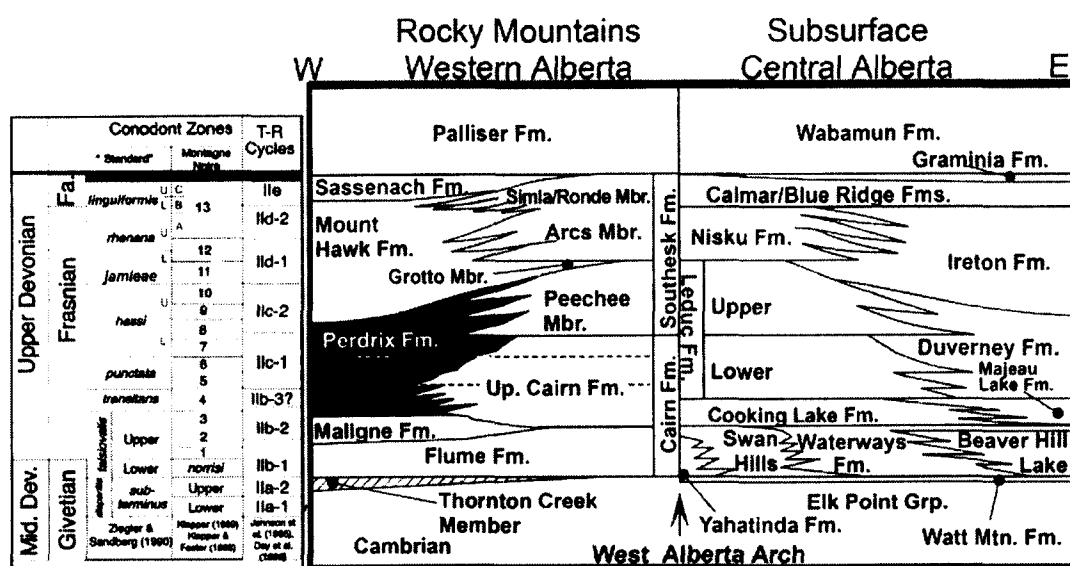 Rocky Mountains Subsurface
W Western Alberta Central Alberta E
Conodont Zones T-R Cycles
"Standard" Montagne Noire
Palliser Fm. Wabamun Fm.
Graminia Fm.
Upper Devonian
Fa.
Frasnian
Mid. Dev.
Givetian
linguiformis U L
rhenana U L
jamieae
hassi U L
punctata
transitans
falsiovalis
Upper
Lower
disparilis
sub-terminus
Ziegler & Sandberg (1990)
C
B 13
A
12
11
10
9
8
7
6
5
4
3
2
1
norrisi
Upper
Lower
Klapper (1989)
Klapper &
Foster (1993)
IIe
IId-2
IId-1
IIc-2
IIc-1
IIb-3?
IIb-2
IIb-1
IIa-2
IIa-1
Johnson et
al. (1985),
Day et al.
(1996)
Sassenach Fm.
Simla/Ronde Mbr.
Calmar/Blue Ridge Fms.
Mount
Hawk Fm.
Arcs Mbr.
Nisku Fm.
Ireton Fm.
Grotto Mbr.
Southesk Fm.
Peechee
Mbr.
Upper
Leduc Fm.
Perdrix Fm.
Duverney Fm.
Majeau
Lake Fm.
Up. Cairn Fm.
Lower
Cairn Fm.
Cooking Lake Fm.
Maligne Fm.
Swan
Hills
Waterways
Fm.
Beaver Hill
Lake
Flume Fm.
Thornton Creek
Member
Elk Point Grp.
Yahatinda Fm.
Watt Mtn. Fm.
Cambrian
West Alberta Arch